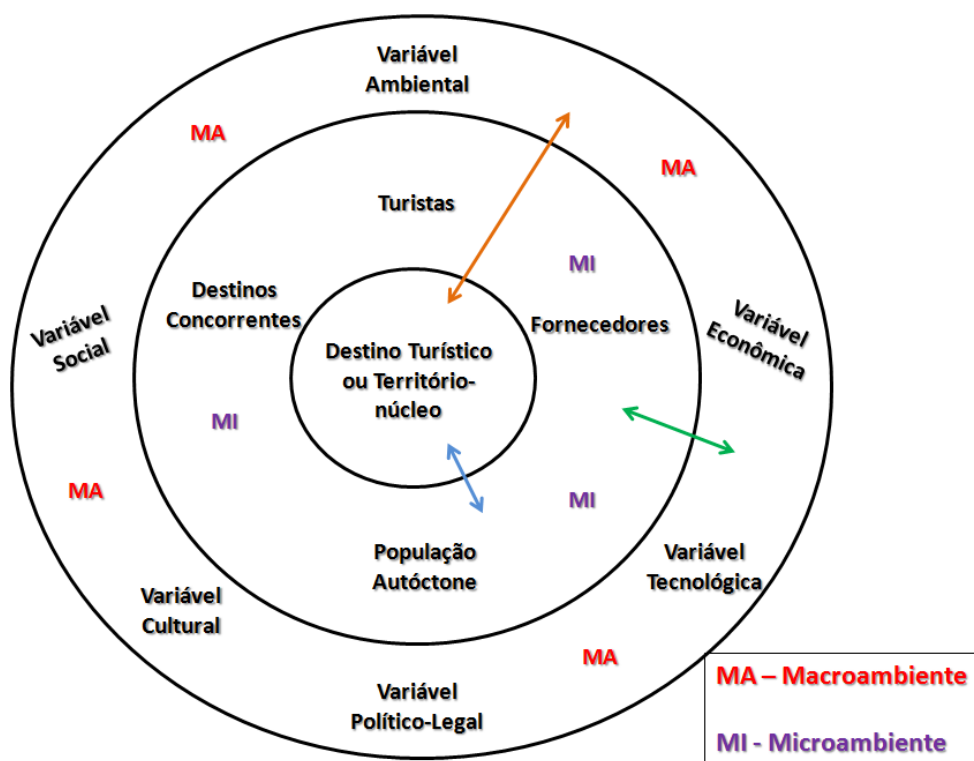 Variável
Ambiental
MA
MA
Turistas
MI
Destinos
Concorrentes
Fornecedores
Variável
Social
Variável
Econômica
Destino Turístico
ou Território-
núcleo
MI
MA
MI
População
Autóctone
Variável
Tecnológica
Variável
Cultural
MA
Variável
Político-Legal
MA – Macroambiente
MI - Microambiente